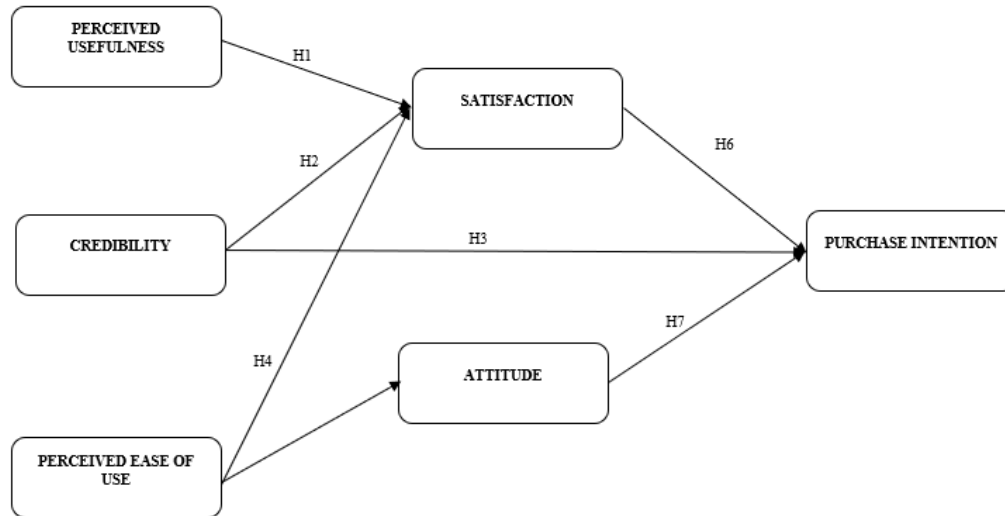 PERCEIVED
USEFULNESS
H1
SATISFACTION
H2
H6
CREDIBILITY
H3
PURCHASE INTENTION
H4
H7
ATTITUDE
PERCEIVED EASE OF
USE